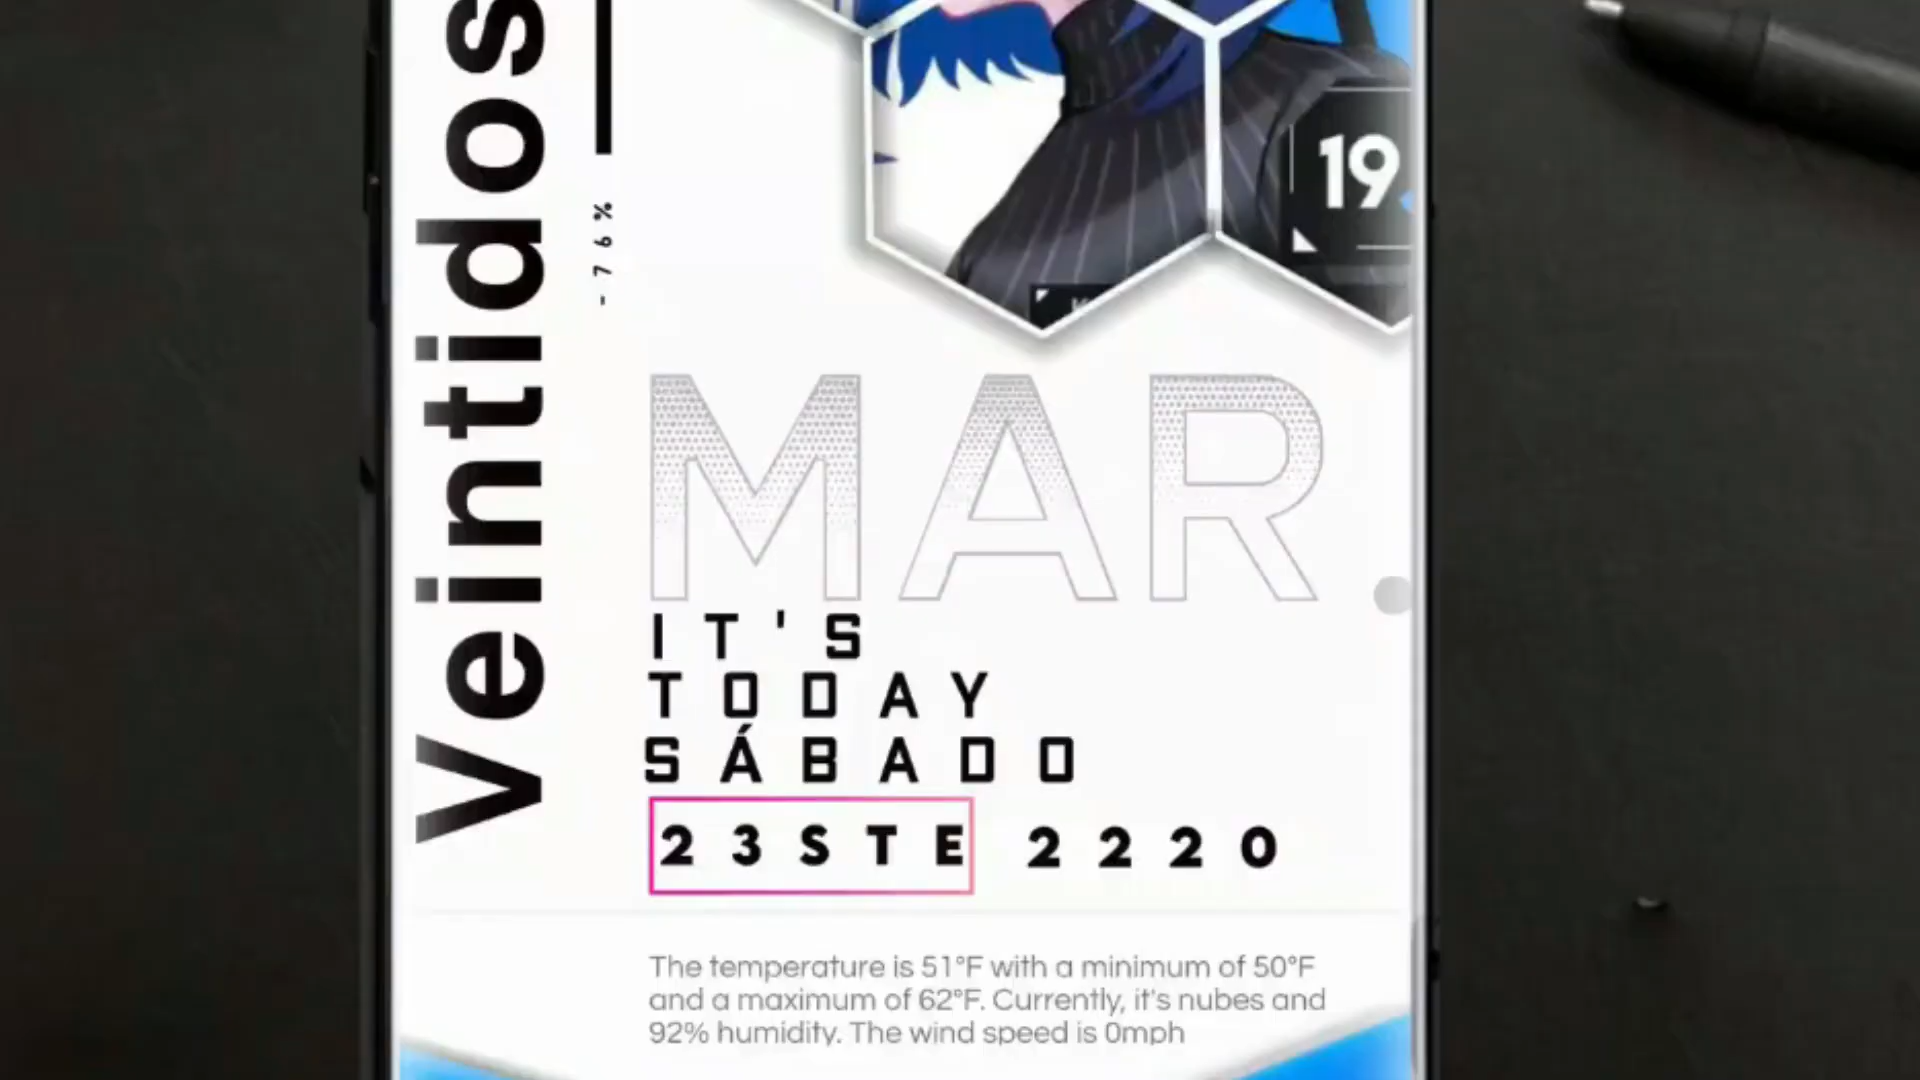 Veintidos
- 76%
19
MAR.
IT'S
TODAY
SÁBADO
23STE 2220
The temperature is 51°F with a minimum of 50°F
and a maximum of 62°F. Currently, it's nubes and
92% humidity. The wind speed is 0mph